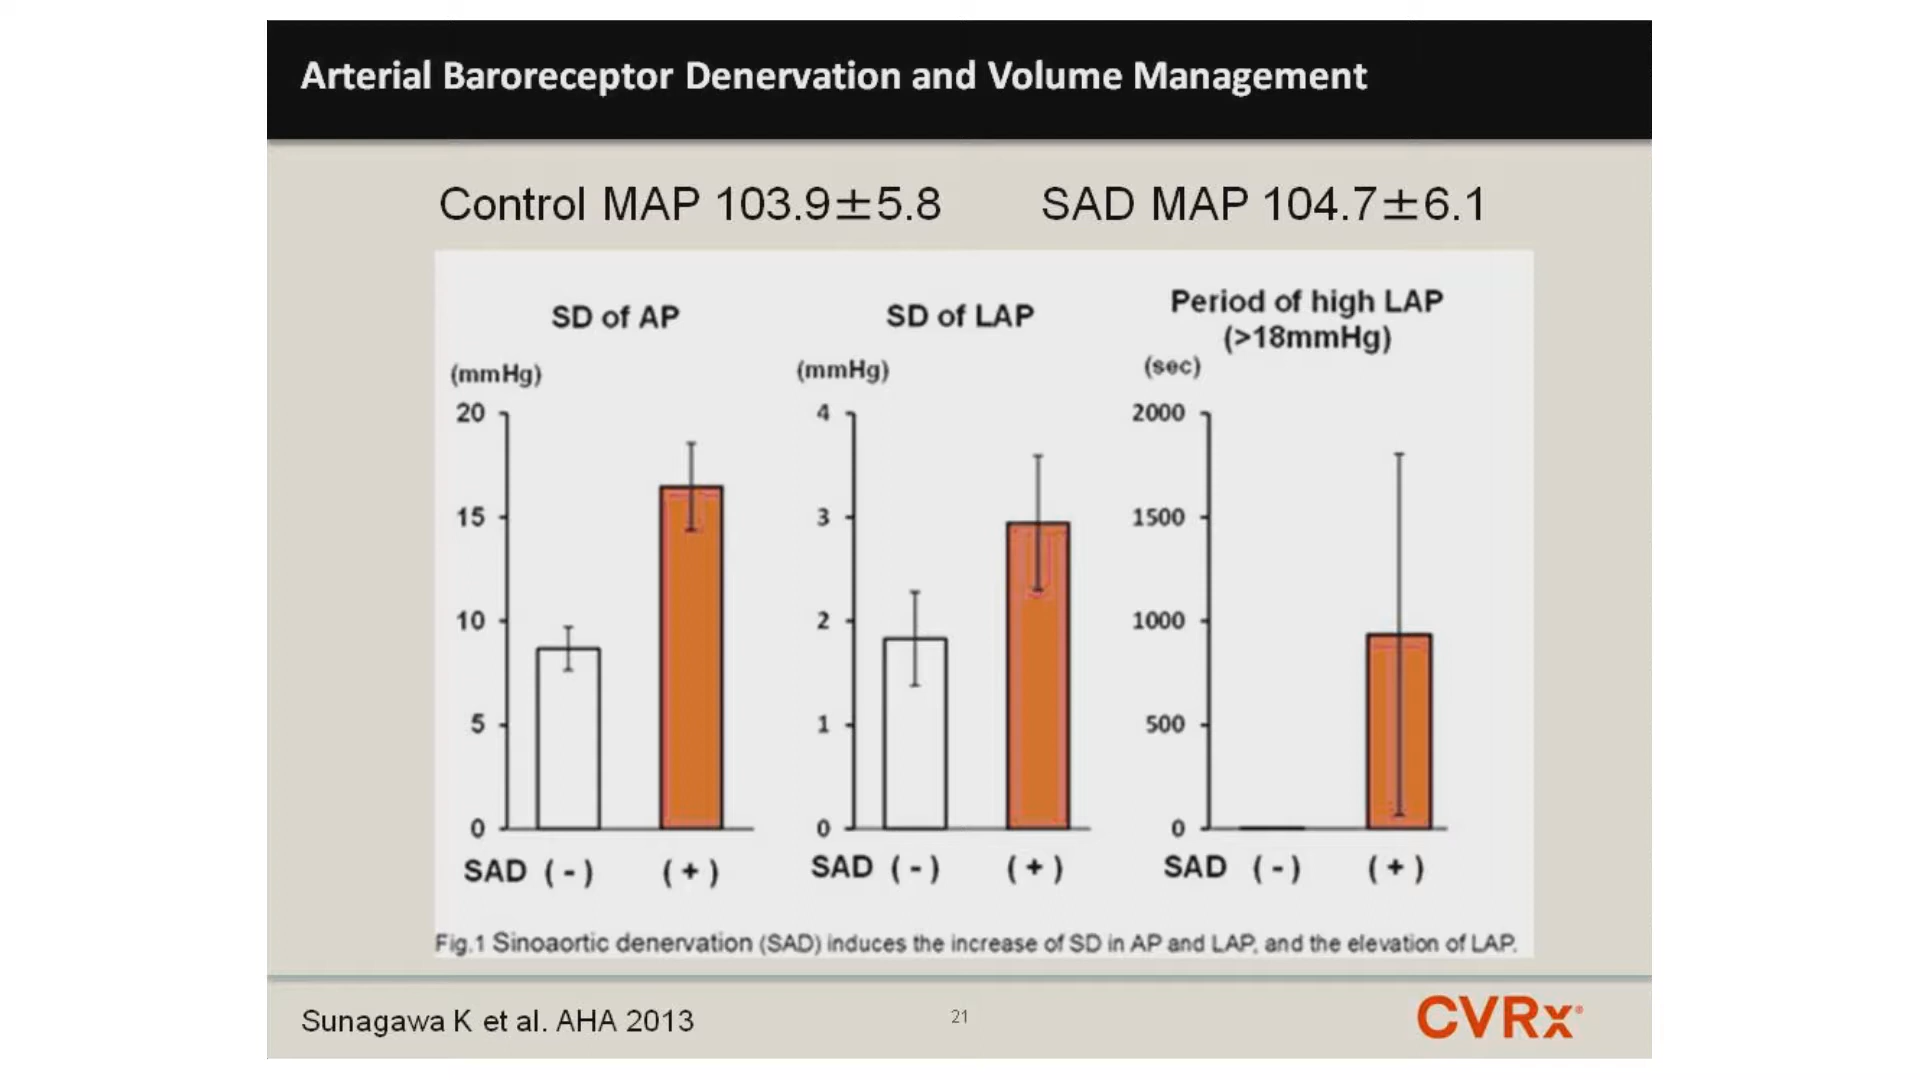 Arterial Baroreceptor Denervation and Volume Management
Control MAP 103.9±5.8
SAD MAP 104.7±6.1
SD of AP
(mmHg)
20
15
10
5
0
SAD (-) (+)
SD of LAP
(mmHg)
4
3
2
1
0
SAD (-) (+)
Period of high LAP
(>18mmHg)
(sec)
2000
1500
1000
500
0
SAD (-) (+)
Fig.1 Sinoaortic denervation (SAD) induces the increase of SD in AP and LAP, and the elevation of LAP.
Sunagawa K et al. AHA 2013
21
CVRx®